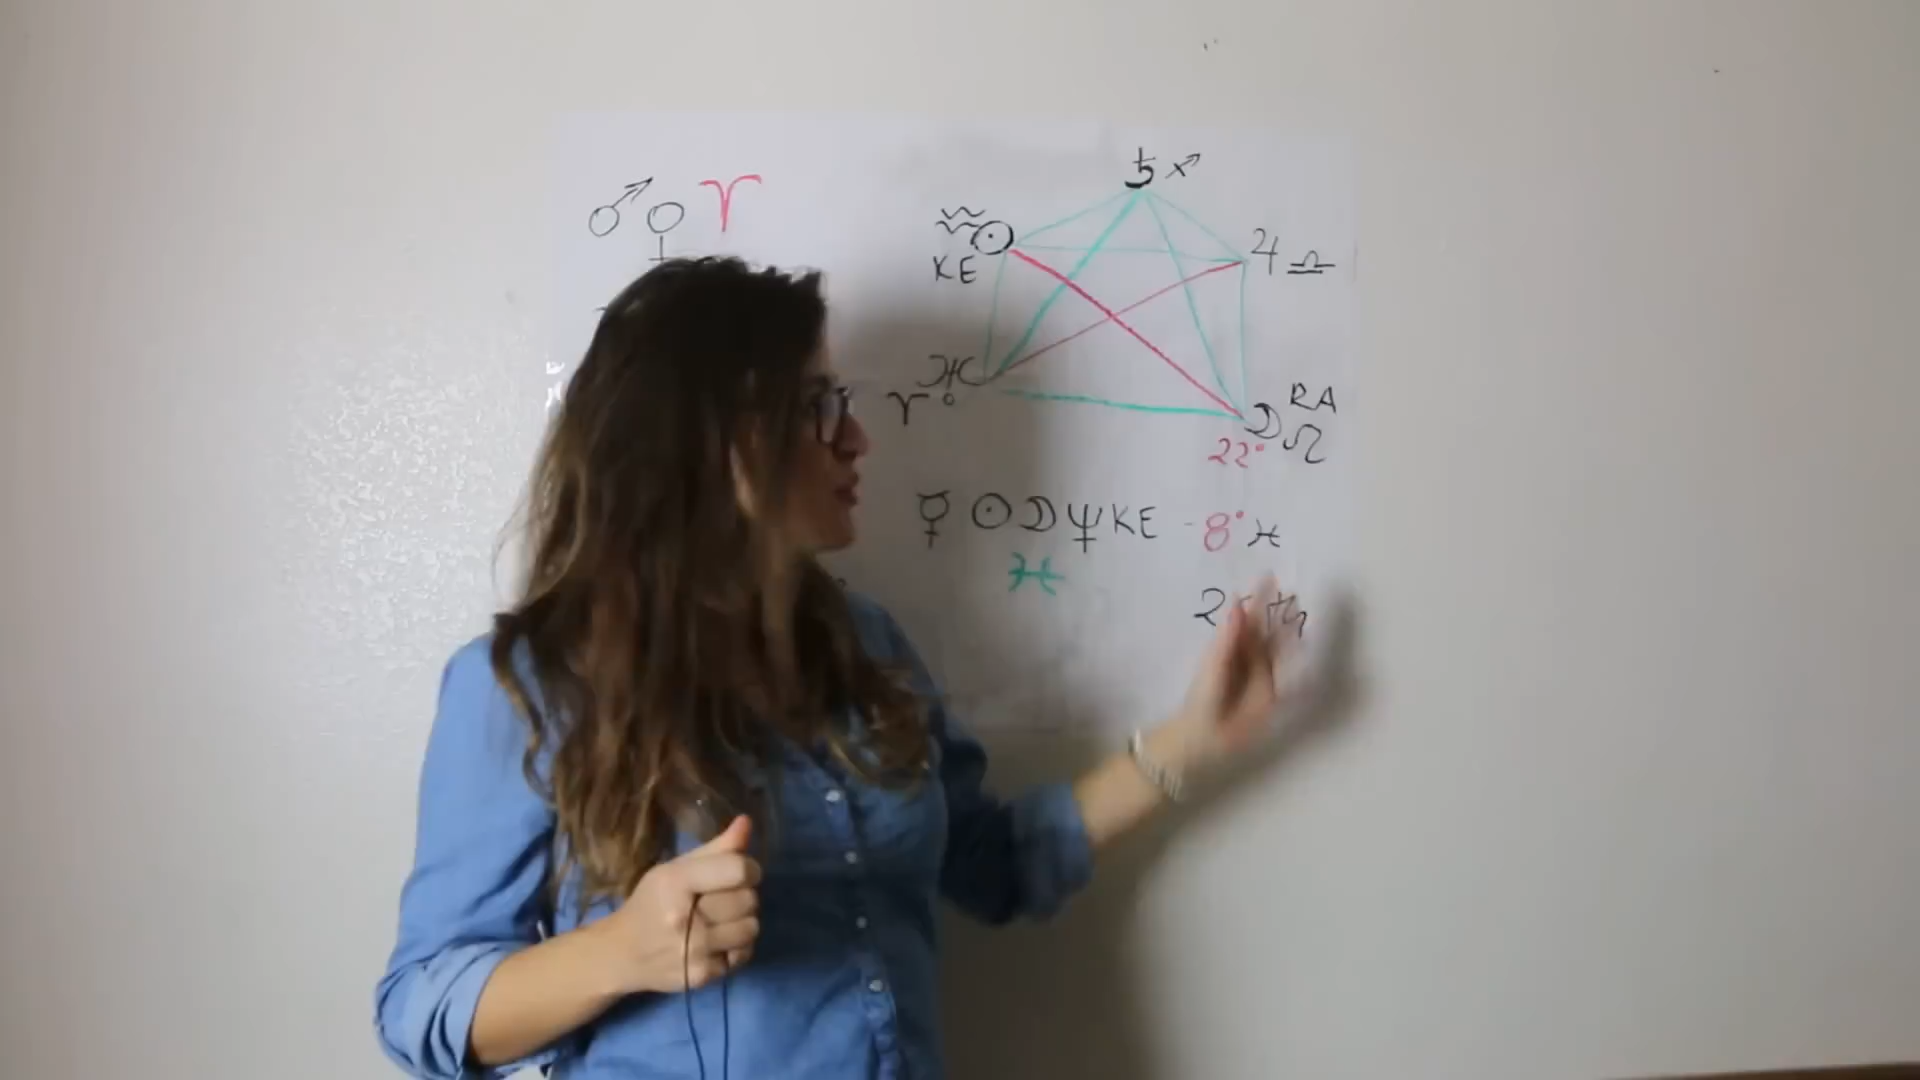 ♂ ♀ ♈
♄ ♐
♒ ☉
KE
♃ ♎
♅
♈ °
☽ RA
♌
22°
☿ ☉ ☽ ♆ KE
8° ♓
♓